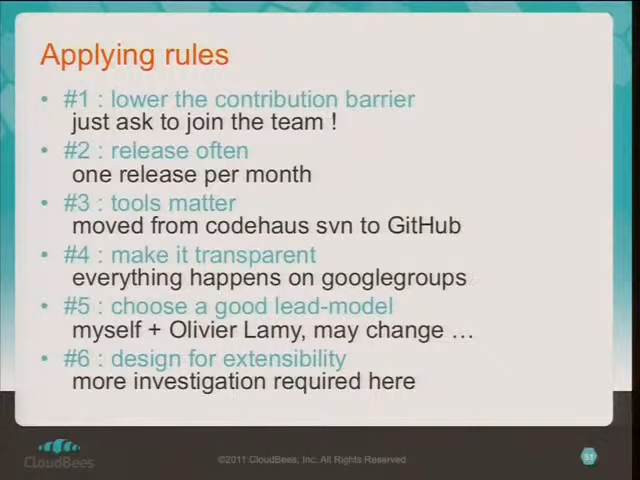 Applying rules
• #1 : lower the contribution barrier
just ask to join the team !
• #2 : release often
one release per month
• #3 : tools matter
moved from codehaus svn to GitHub
• #4 : make it transparent
everything happens on googlegroups
• #5 : choose a good lead-model
myself + Olivier Lamy, may change …
• #6 : design for extensibility
more investigation required here
CloudBees
©2011 CloudBees, Inc. All Rights Reserved
51